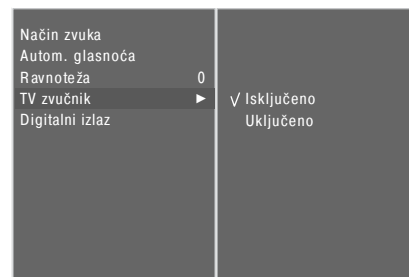 Način zvuka
Autom. glasnoća
Ravnoteža 0
TV zvučnik ►
√ Isključeno
Uključeno
Digitalni izlaz